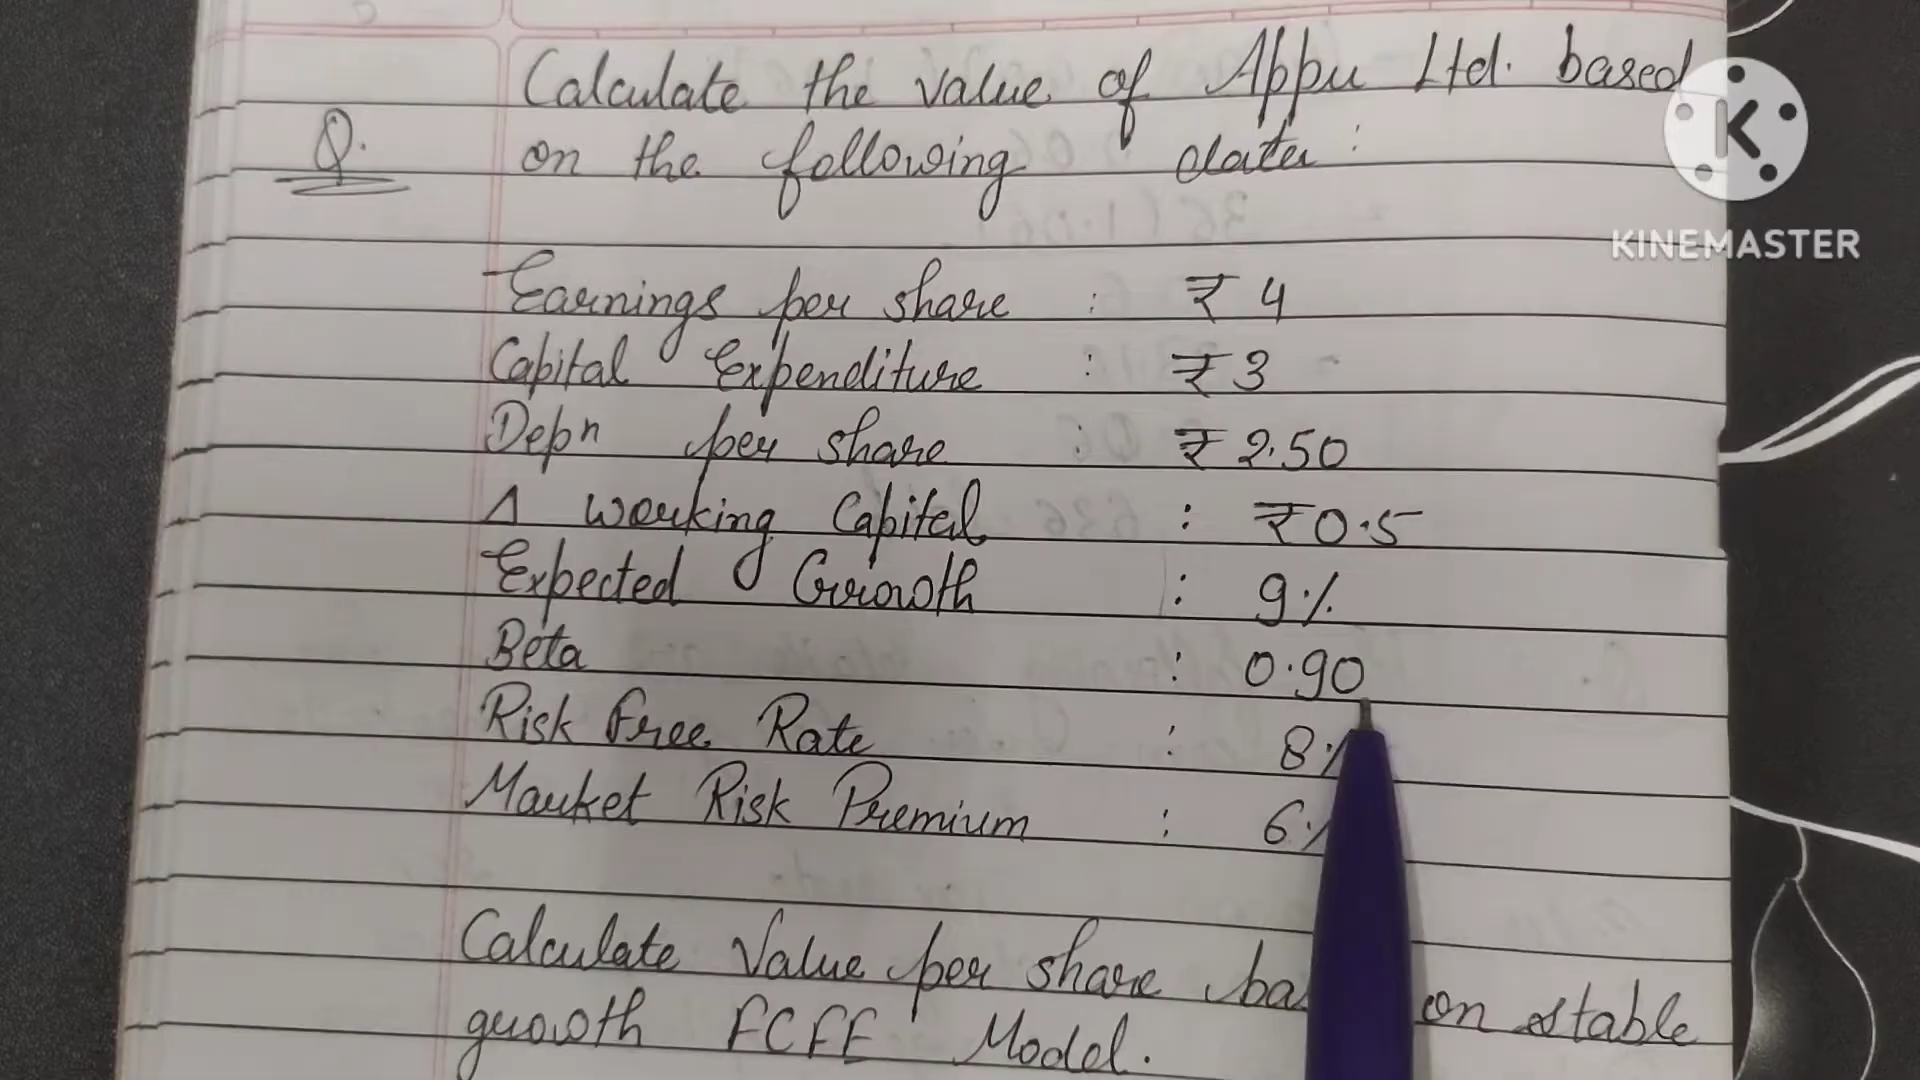 Calculate the value of Appu Ltd. based
Q. on the following data :
Earnings per share : ₹ 4
Capital Expenditure : ₹ 3
Depn per share : ₹ 2.50
Δ working Capital : ₹ 0.5
Expected Growth : 9%
Beta : 0.90
Risk Free Rate : 8%
Market Risk Premium : 6%
Calculate Value per share on stable
growth FCFE Model.
K
KINEMASTER